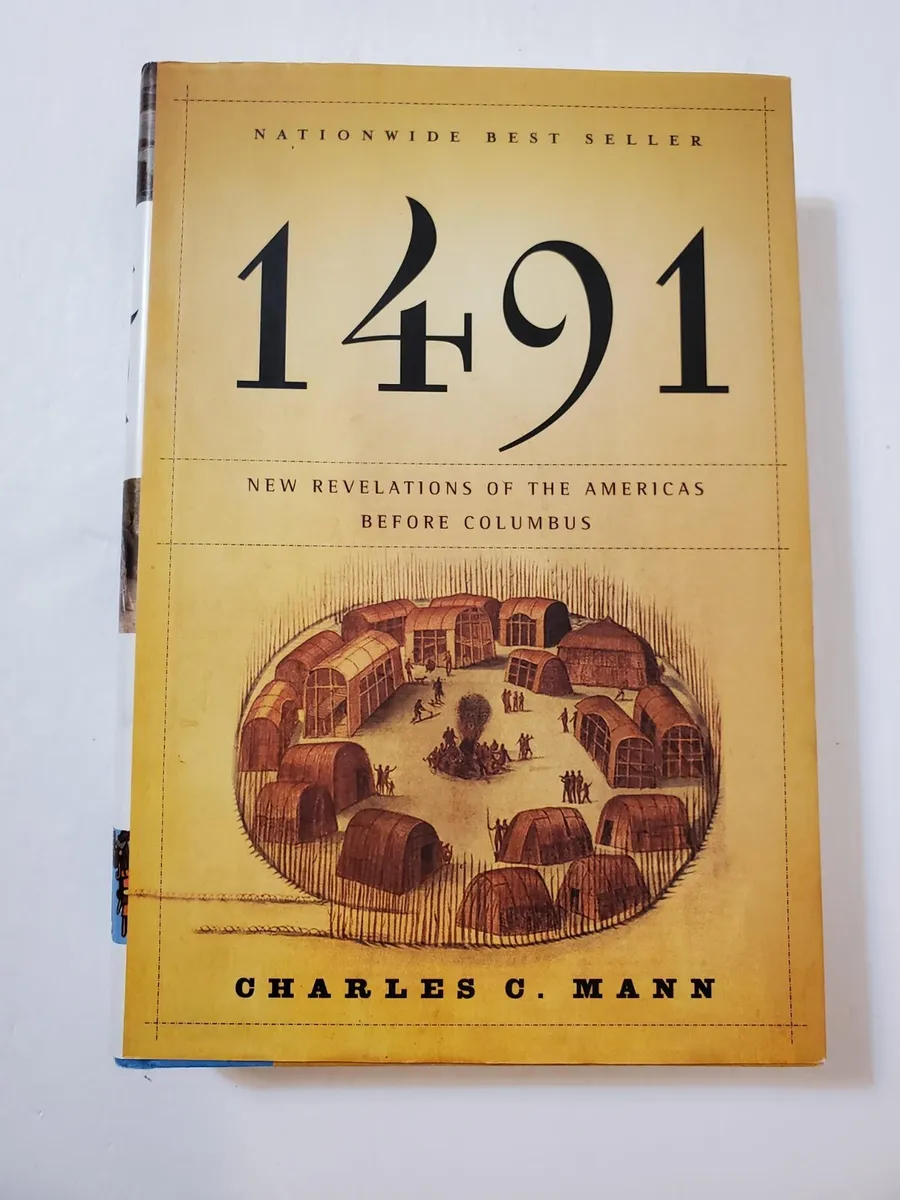 NATIONWIDE BEST SELLER
1491
NEW REVELATIONS OF THE AMERICAS
BEFORE COLUMBUS
CHARLES C. MANN